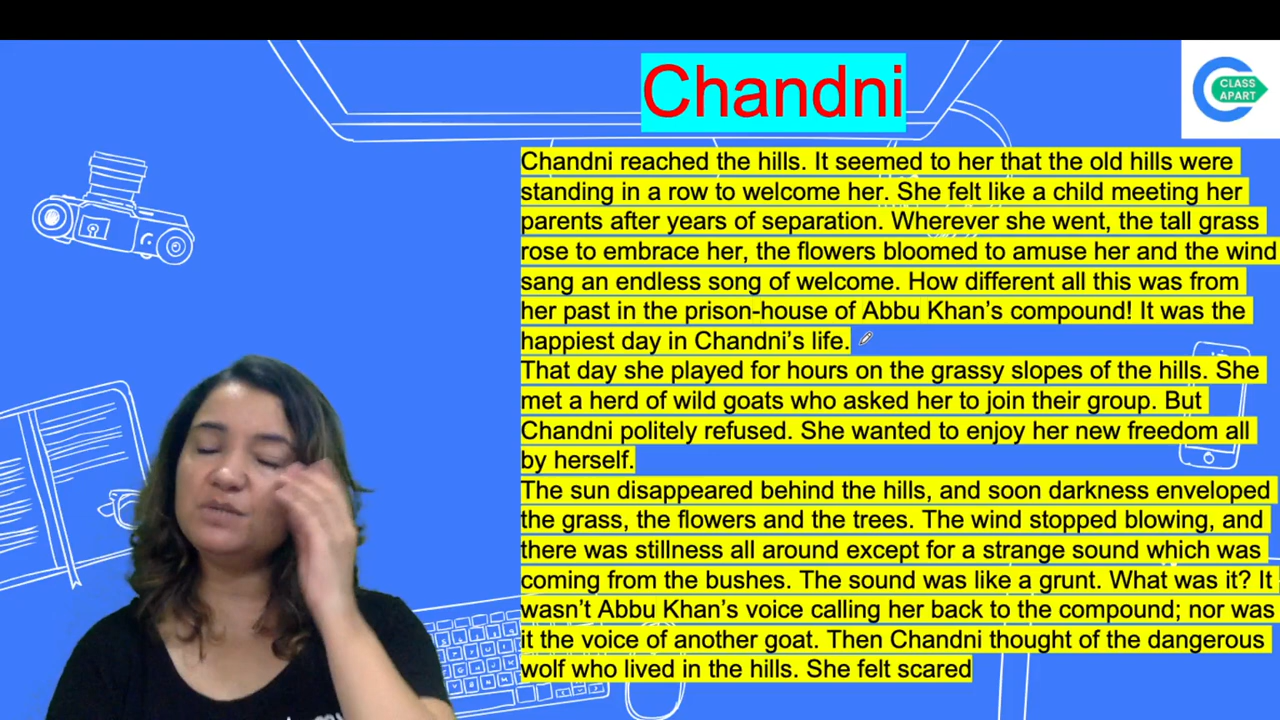 Chandni
CLASS
APART
Chandni reached the hills. It seemed to her that the old hills were
standing in a row to welcome her. She felt like a child meeting her
parents after years of separation. Wherever she went, the tall grass
rose to embrace her, the flowers bloomed to amuse her and the wind
sang an endless song of welcome. How different all this was from
her past in the prison-house of Abbu Khan’s compound! It was the
happiest day in Chandni’s life.
That day she played for hours on the grassy slopes of the hills. She
met a herd of wild goats who asked her to join their group. But
Chandni politely refused. She wanted to enjoy her new freedom all
by herself.
The sun disappeared behind the hills, and soon darkness enveloped
the grass, the flowers and the trees. The wind stopped blowing, and
there was stillness all around except for a strange sound which was
coming from the bushes. The sound was like a grunt. What was it? It
wasn’t Abbu Khan’s voice calling her back to the compound; nor was
it the voice of another goat. Then Chandni thought of the dangerous
wolf who lived in the hills. She felt scared